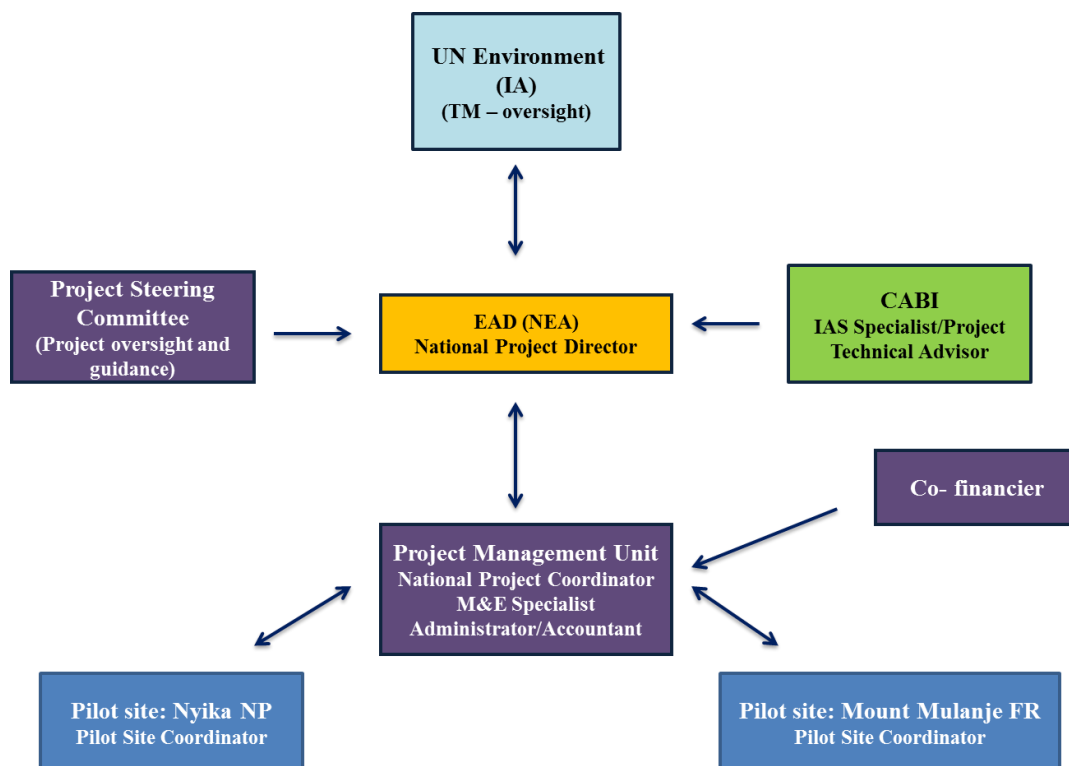 UN Environment
(IA)
(TM – oversight)
Project Steering
Committee
(Project oversight and
guidance)
EAD (NEA)
National Project Director
CABI
IAS Specialist/Project
Technical Advisor
Co- financier
Project Management Unit
National Project Coordinator
M&E Specialist
Administrator/Accountant
Pilot site: Nyika NP
Pilot Site Coordinator
Pilot site: Mount Mulanje FR
Pilot Site Coordinator